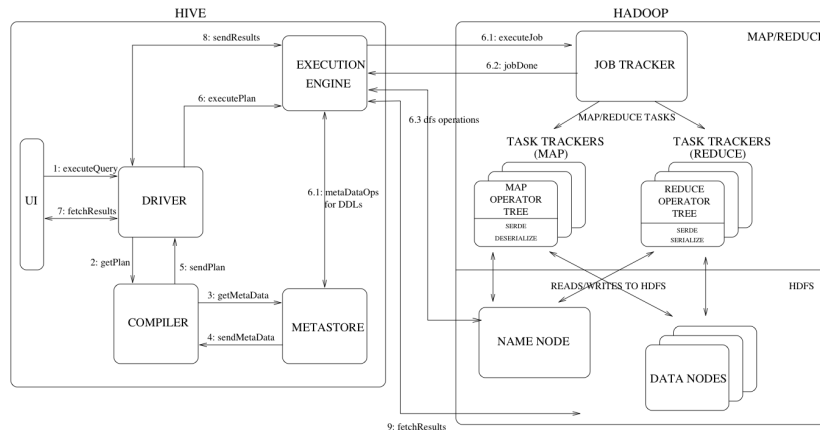 HIVE
HADOOP
MAP/REDUCE
8: sendResults
EXECUTION
ENGINE
6.1: executeJob
6.2: jobDone
JOB TRACKER
6: executePlan
6.3 dfs operations
MAP/REDUCE TASKS
TASK TRACKERS
(MAP)
TASK TRACKERS
(REDUCE)
UI
1: executeQuery
DRIVER
7: fetchResults
6.1: metaDataOps
for DDLs
MAP
OPERATOR
TREE
SERDE
DESERIALIZE
REDUCE
OPERATOR
TREE
SERDE
SERIALIZE
2: getPlan
5: sendPlan
READS/WRITES TO HDFS
HDFS
COMPILER
3: getMetaData
4: sendMetaData
METASTORE
NAME NODE
DATA NODES
9: fetchResults